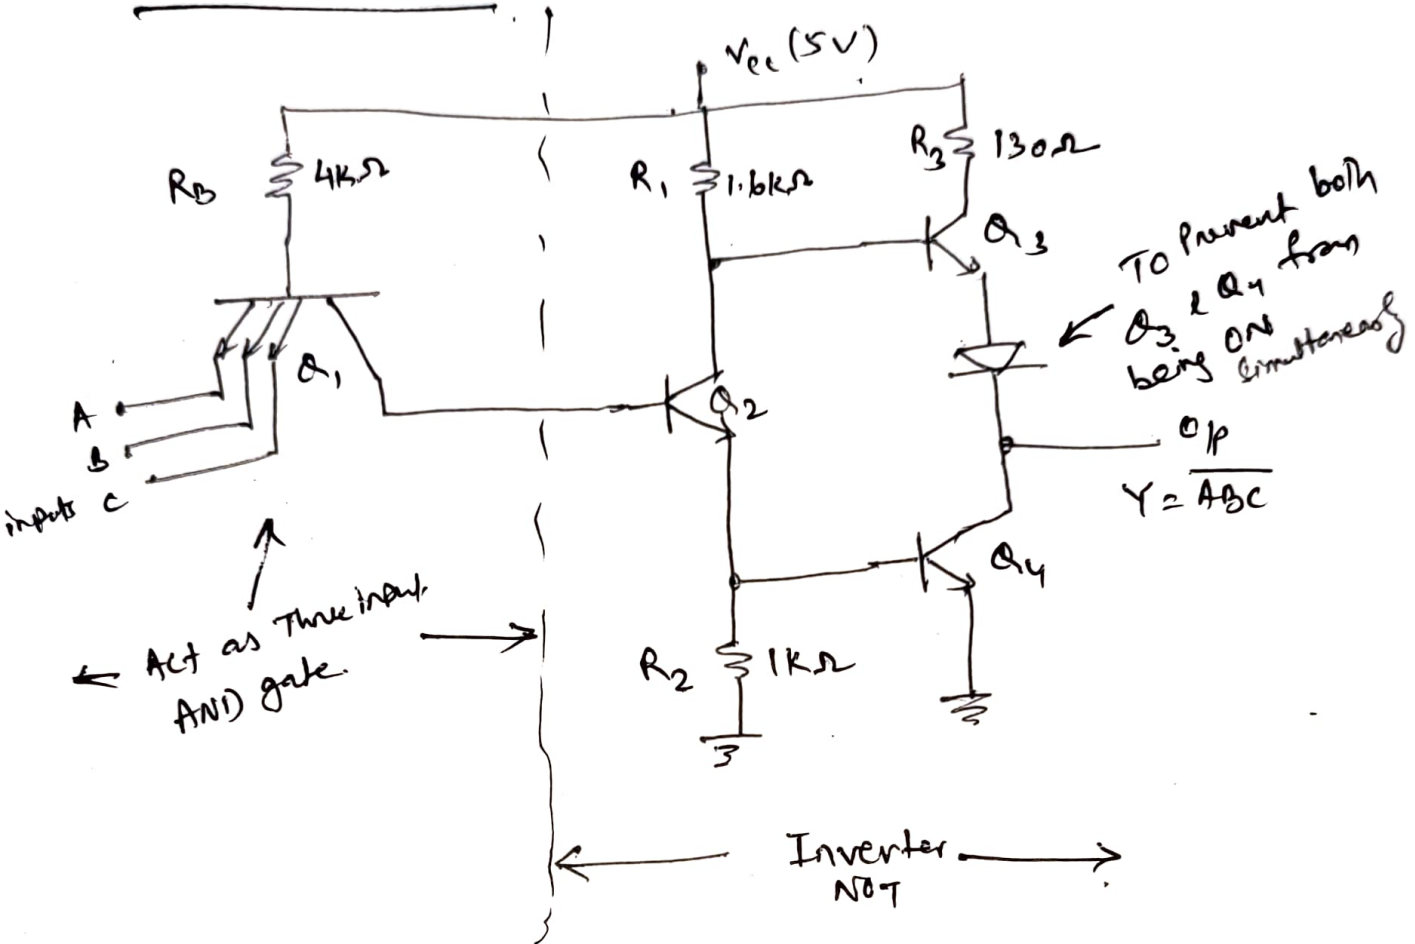 Vcc (5V)
RB 4KΩ
R1 1.6KΩ
R3 130Ω
Q3
TO Prevent both
Q3 & Q4 from
being ON
simultaneously
Q1
A
B
inputs C
Q2
O/p
Y = \overline{ABC}
Q4
Act as Three input
AND gate.
R2 1KΩ
Inverter
NOT